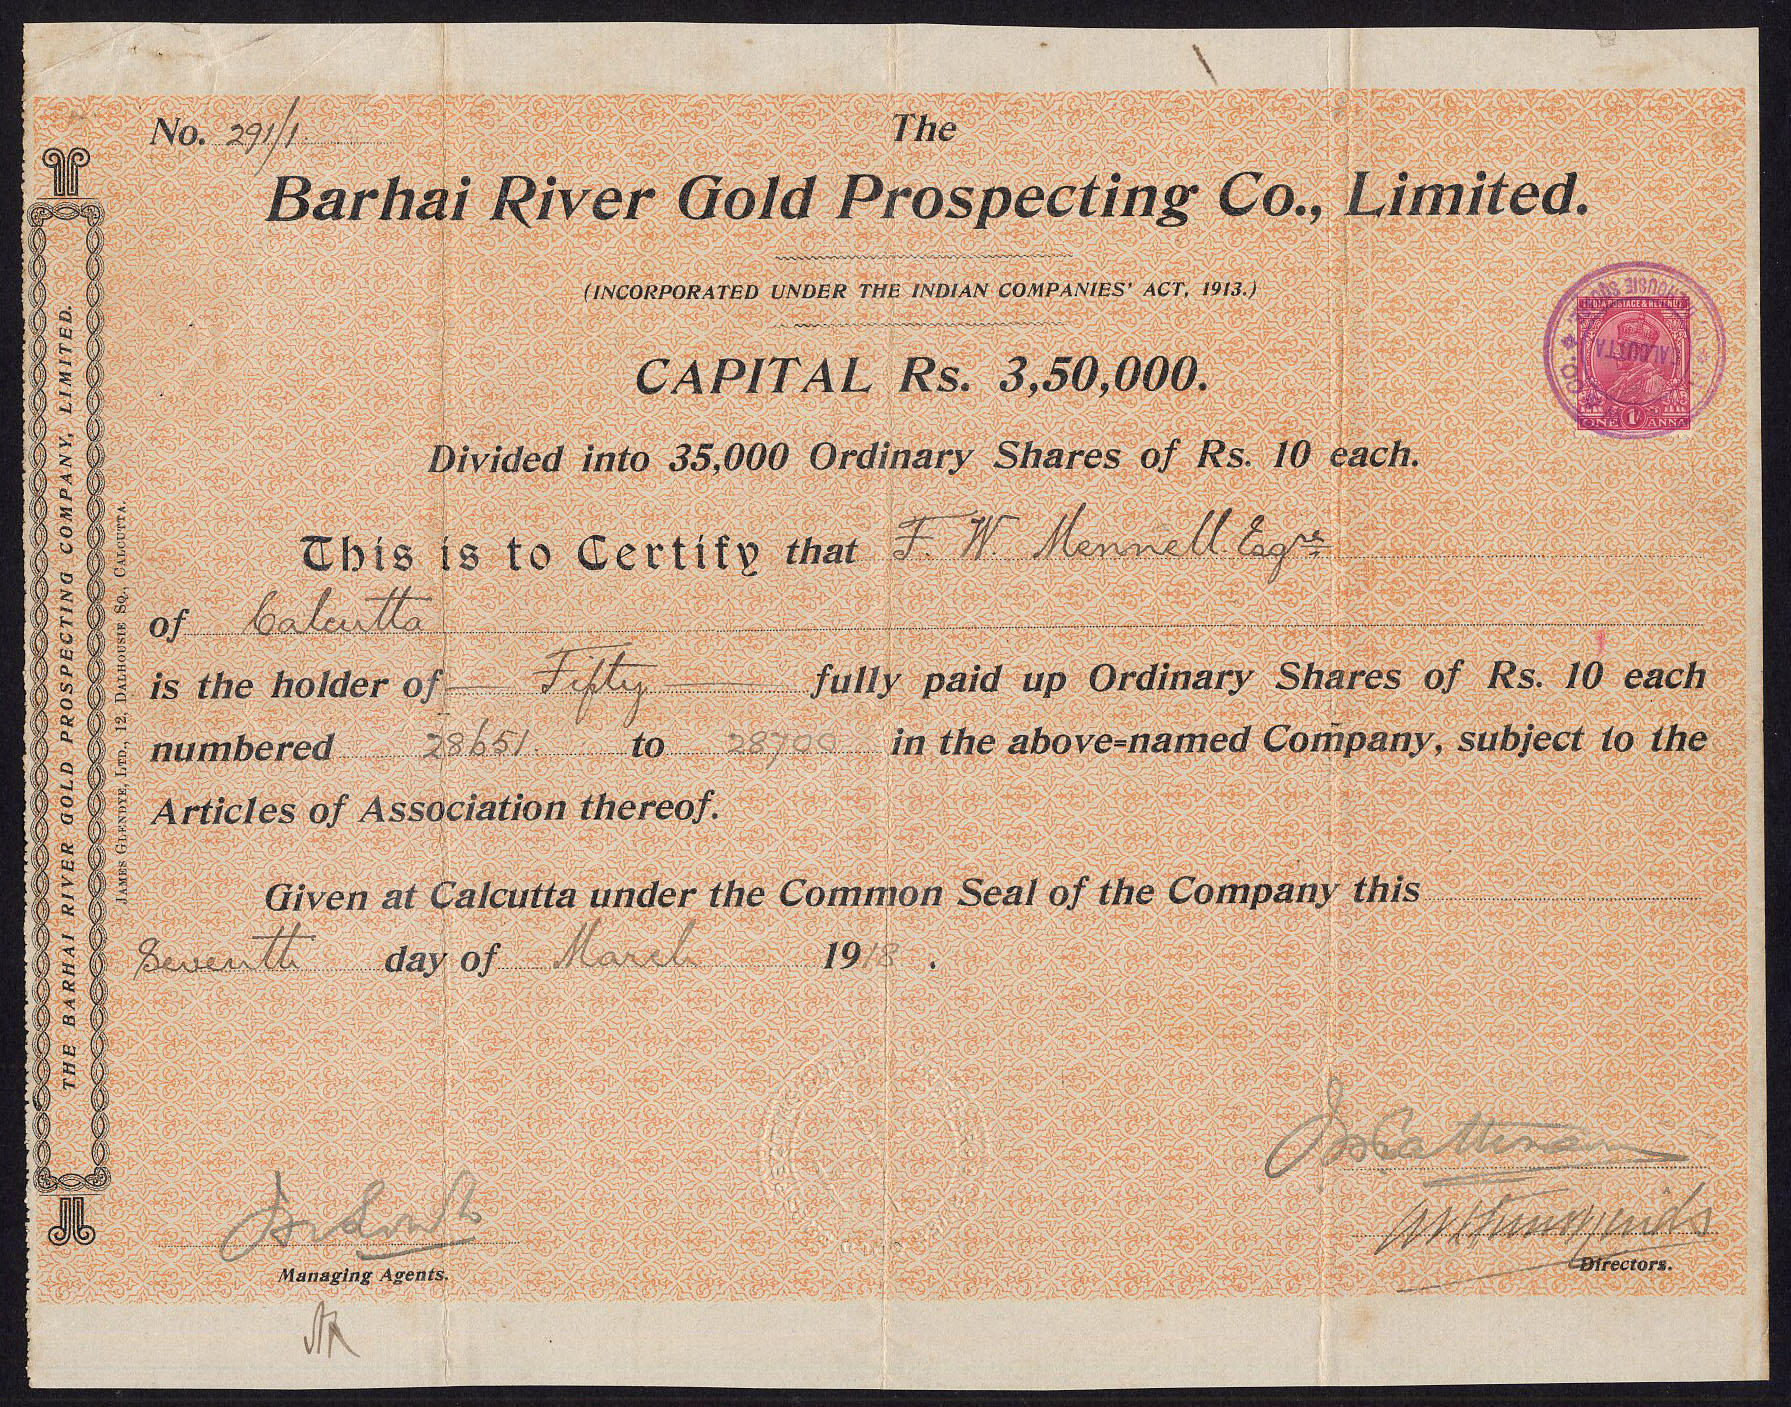 No. 291/1
The
Barhai River Gold Prospecting Co., Limited.
(INCORPORATED UNDER THE INDIAN COMPANIES' ACT, 1913.)
CAPITAL Rs. 3,50,000.
Divided into 35,000 Ordinary Shares of Rs. 10 each.
INDIA POSTAGE & REVENUE
CALCUTTA
ONE 1 ANNA
This is to Certify that F. W. Mennell Esqre
of Calcutta
is the holder of Fifty fully paid up Ordinary Shares of Rs. 10 each
numbered 28651 to 28700 in the above=named Company, subject to the
Articles of Association thereof.
Given at Calcutta under the Common Seal of the Company this
Seventh day of March 1918.
Managing Agents.
Directors.
THE BARHAI RIVER GOLD PROSPECTING COMPANY, LIMITED.
JAMES GLENDYE, LTD., 12, DALHOUSIE SQ., CALCUTTA.